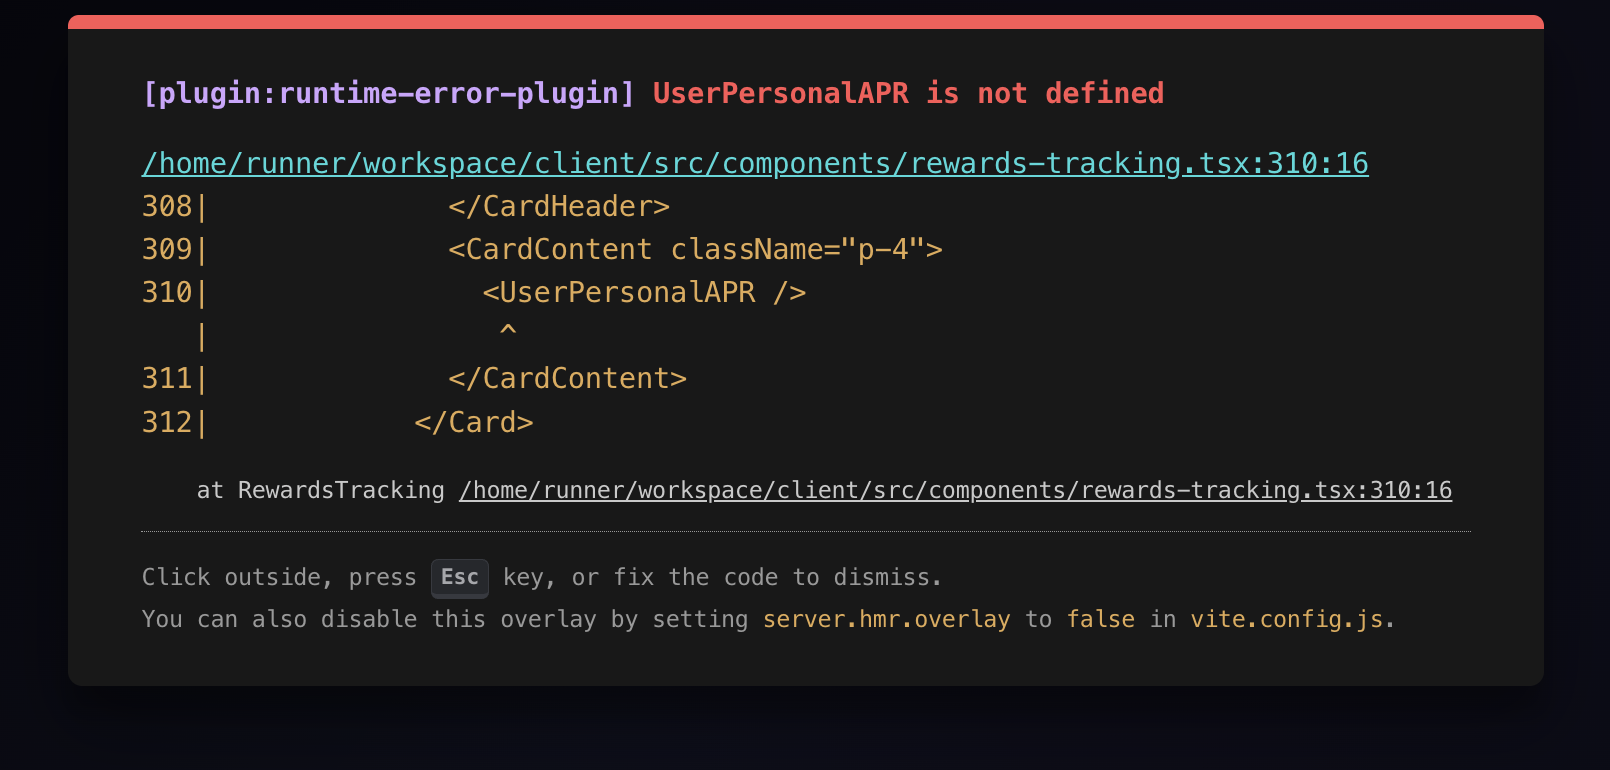 [plugin:runtime-error-plugin] UserPersonalAPR is not defined
/home/runner/workspace/client/src/components/rewards-tracking.tsx:310:16
308|              </CardHeader>
309|              <CardContent className="p-4">
310|                <UserPersonalAPR />
   |                 ^
311|              </CardContent>
312|            </Card>
    at RewardsTracking /home/runner/workspace/client/src/components/rewards-tracking.tsx:310:16
Click outside, press Esc key, or fix the code to dismiss.
You can also disable this overlay by setting server.hmr.overlay to false in vite.config.js.